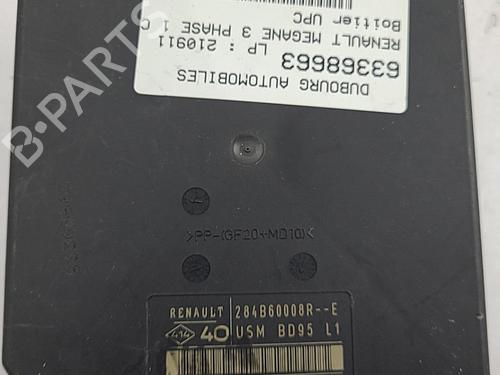 DUBOURG AUTOMOBILES
63368663
LP : 210911
RENAULT MEGANE 3 PHASE 1 C
Boitier UPC
B-PARTS
>PP-(GF20+MD10)<
RENAULT
284B60008R--E
414
40
USM BD95 L1